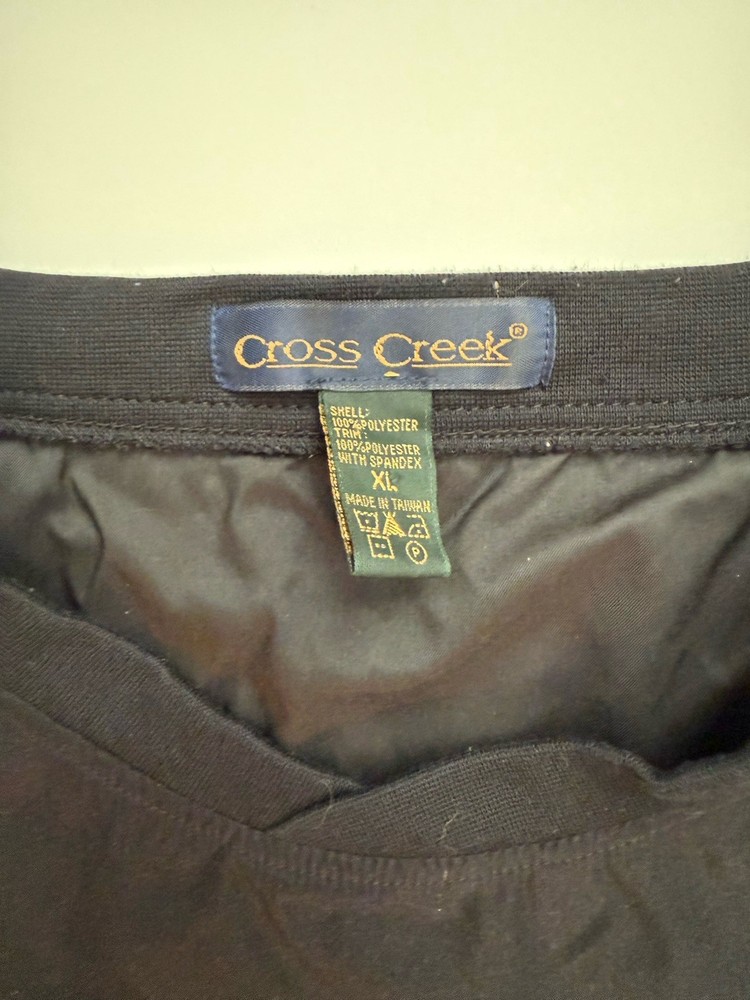 Cross Creek®
SHELL:
100%POLYESTER
TRIM:
100%POLYESTER
WITH SPANDEX
XL
MADE IN TAIWAN
P